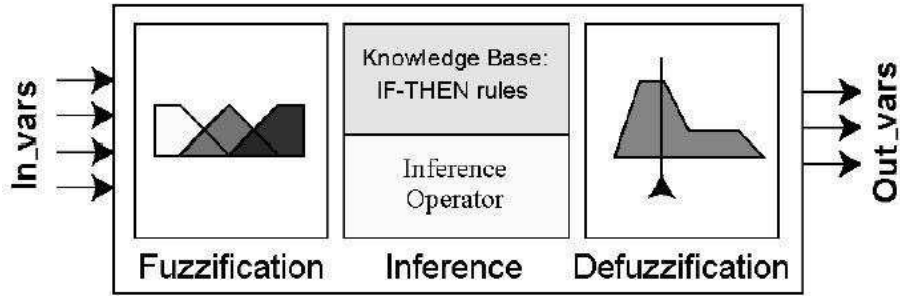 In_vars
Knowledge Base:
IF-THEN rules
Inference
Operator
Out_vars
Fuzzification
Inference
Defuzzification